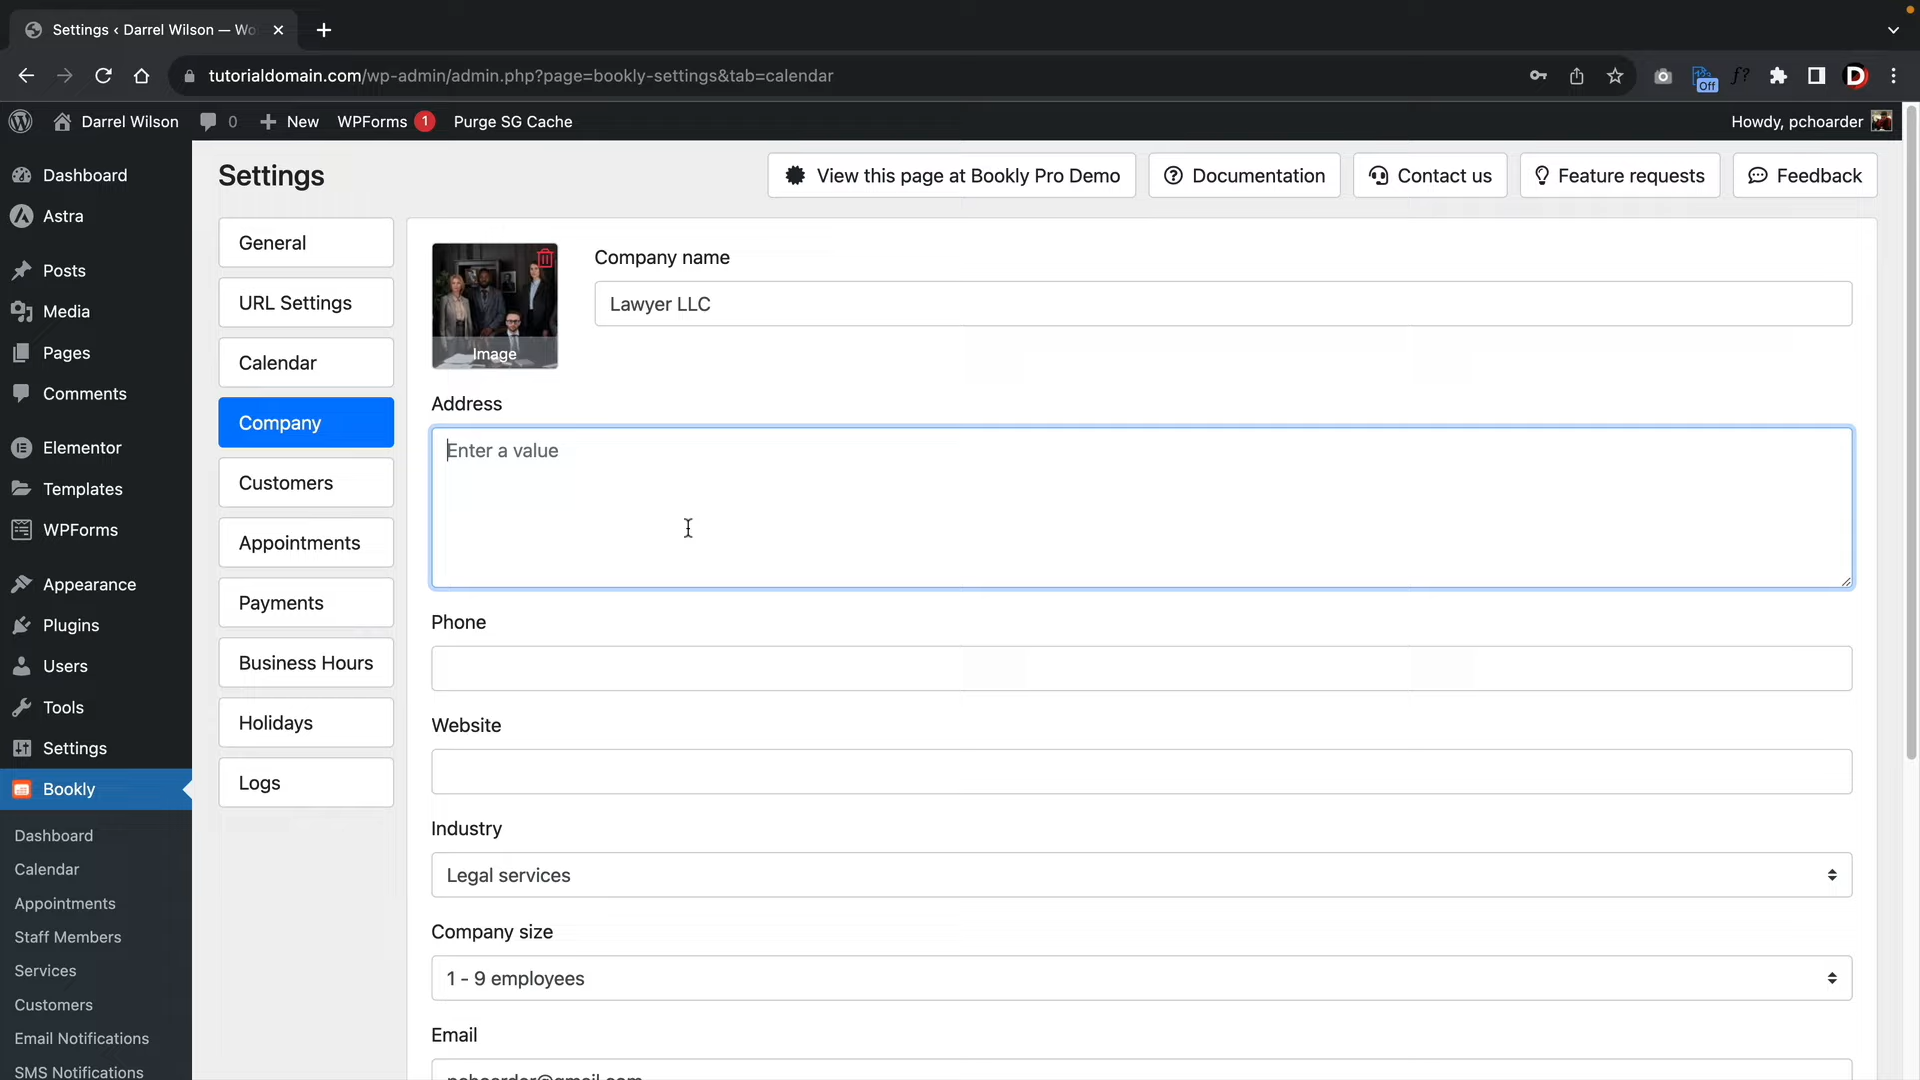 Settings ‹ Darrel Wilson — Wo
tutorialdomain.com/wp-admin/admin.php?page=bookly-settings&tab=calendar
f?
Off
D
Darrel Wilson
0
New
WPForms 1
Purge SG Cache
Howdy, pchoarder
Dashboard
Astra
Posts
Media
Pages
Comments
Elementor
Templates
WPForms
Appearance
Plugins
Users
Tools
Settings
Bookly
Dashboard
Calendar
Appointments
Staff Members
Services
Customers
Email Notifications
SMS Notifications
Settings
View this page at Bookly Pro Demo
Documentation
Contact us
Feature requests
Feedback
General
URL Settings
Calendar
Company
Customers
Appointments
Payments
Business Hours
Holidays
Logs
Image
Company name
Lawyer LLC
Address
Enter a value
Phone
Website
Industry
Legal services
Company size
1 - 9 employees
Email
pchoarder@gmail.com